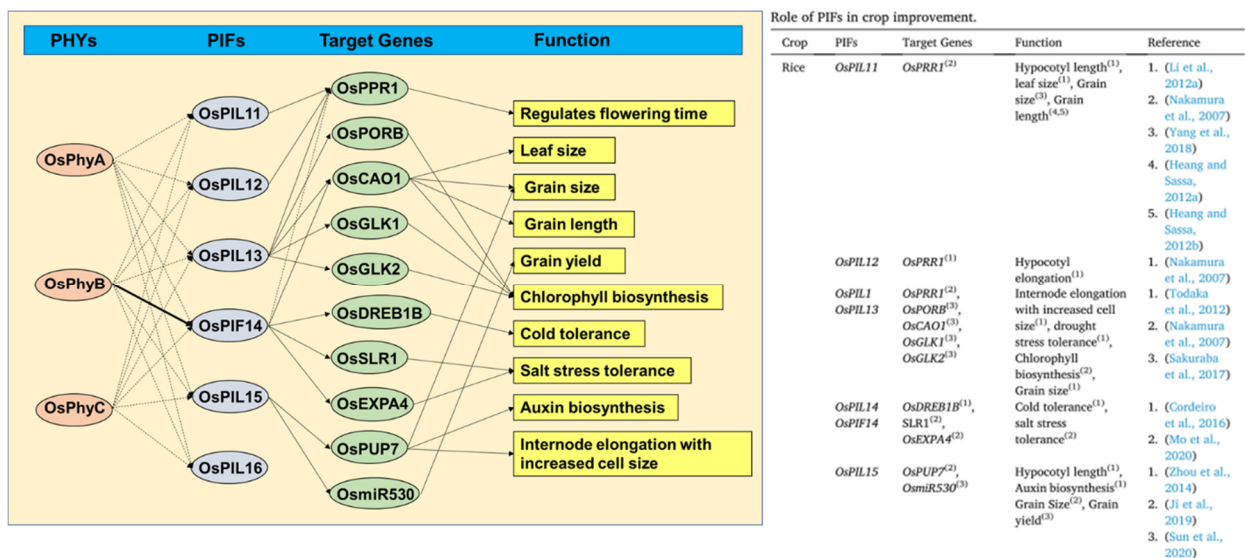 PHYs PIFs Target Genes Function
OsPhyA
OsPhyB
OsPhyC
OsPIL11
OsPIL12
OsPIL13
OsPIF14
OsPIL15
OsPIL16
OsPPR1
OsPORB
OsCAO1
OsGLK1
OsGLK2
OsDREB1B
OsSLR1
OsEXPA4
OsPUP7
OsmiR530
Regulates flowering time
Leaf size
Grain size
Grain length
Grain yield
Chlorophyll biosynthesis
Cold tolerance
Salt stress tolerance
Auxin biosynthesis
Internode elongation with
increased cell size
Role of PIFs in crop improvement.
Crop PIFs Target Genes Function Reference
Rice OsPIL11 OsPRR1(2) Hypocotyl length(1), 1. (Li et al.,
leaf size(1), Grain 2012a)
size(3), Grain 2. (Nakamura
length(4,5) et al., 2007)
3. (Yang et al.,
2018)
4. (Heang and
Sassa,
2012a)
5. (Heang and
Sassa,
2012b)
OsPIL12 OsPRR1(1) Hypocotyl 1. (Nakamura
elongation(1) et al., 2007)
OsPIL1 OsPRR1(2), Internode elongation 1. (Todaka
OsPIL13 OsPORB(3), with increased cell et al., 2012)
OsCAO1(3), size(1), drought 2. (Nakamura
OsGLK1(3), stress tolerance(1), et al., 2007)
OsGLK2(3) Chlorophyll 3. (Sakuraba
biosynthesis(2), et al., 2017)
Grain size(1)
OsPIL14 OsDREB1B(1), Cold tolerance(1), 1. (Cordeiro
OsPIF14 SLR1(2), salt stress et al., 2016)
OsEXPA4(2) tolerance(2) 2. (Mo et al.,
2020)
OsPIL15 OsPUP7(2), Hypocotyl length(1), 1. (Zhou et al.,
OsmiR530(3) Auxin biosynthesis(1) 2014)
Grain Size(2), Grain 2. (Ji et al.,
yield(3) 2019)
3. (Sun et al.,
2020)